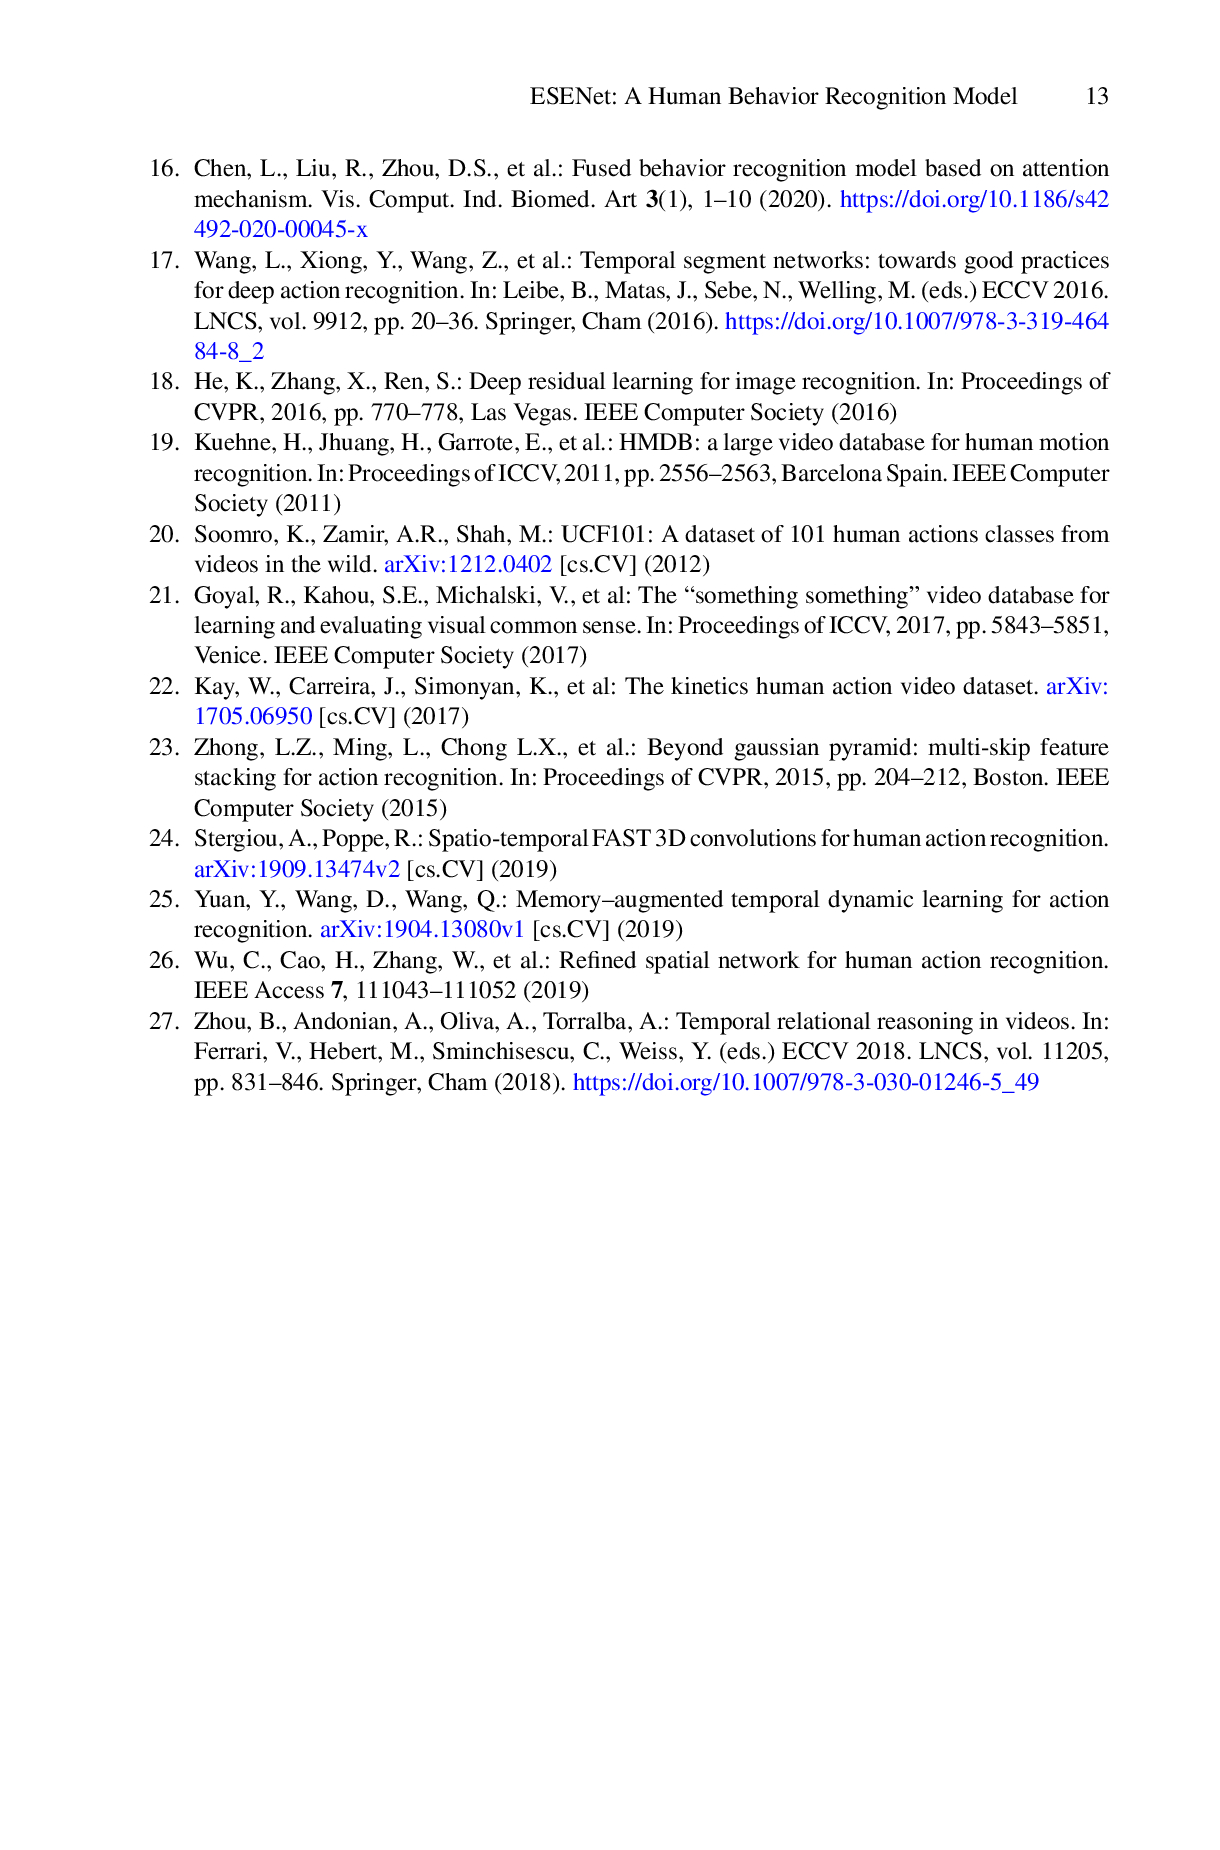 ESENet: A Human Behavior Recognition Model 13
16. Chen, L., Liu, R., Zhou, D.S., et al.: Fused behavior recognition model based on attention
mechanism. Vis. Comput. Ind. Biomed. Art 3(1), 1–10 (2020). https://doi.org/10.1186/s42
492-020-00045-x
17. Wang, L., Xiong, Y., Wang, Z., et al.: Temporal segment networks: towards good practices
for deep action recognition. In: Leibe, B., Matas, J., Sebe, N., Welling, M. (eds.) ECCV 2016.
LNCS, vol. 9912, pp. 20–36. Springer, Cham (2016). https://doi.org/10.1007/978-3-319-464
84-8_2
18. He, K., Zhang, X., Ren, S.: Deep residual learning for image recognition. In: Proceedings of
CVPR, 2016, pp. 770–778, Las Vegas. IEEE Computer Society (2016)
19. Kuehne, H., Jhuang, H., Garrote, E., et al.: HMDB: a large video database for human motion
recognition. In: Proceedings of ICCV, 2011, pp. 2556–2563, Barcelona Spain. IEEE Computer
Society (2011)
20. Soomro, K., Zamir, A.R., Shah, M.: UCF101: A dataset of 101 human actions classes from
videos in the wild. arXiv:1212.0402 [cs.CV] (2012)
21. Goyal, R., Kahou, S.E., Michalski, V., et al: The “something something” video database for
learning and evaluating visual common sense. In: Proceedings of ICCV, 2017, pp. 5843–5851,
Venice. IEEE Computer Society (2017)
22. Kay, W., Carreira, J., Simonyan, K., et al: The kinetics human action video dataset. arXiv:
1705.06950 [cs.CV] (2017)
23. Zhong, L.Z., Ming, L., Chong L.X., et al.: Beyond gaussian pyramid: multi-skip feature
stacking for action recognition. In: Proceedings of CVPR, 2015, pp. 204–212, Boston. IEEE
Computer Society (2015)
24. Stergiou, A., Poppe, R.: Spatio-temporal FAST 3D convolutions for human action recognition.
arXiv:1909.13474v2 [cs.CV] (2019)
25. Yuan, Y., Wang, D., Wang, Q.: Memory–augmented temporal dynamic learning for action
recognition. arXiv:1904.13080v1 [cs.CV] (2019)
26. Wu, C., Cao, H., Zhang, W., et al.: Refined spatial network for human action recognition.
IEEE Access 7, 111043–111052 (2019)
27. Zhou, B., Andonian, A., Oliva, A., Torralba, A.: Temporal relational reasoning in videos. In:
Ferrari, V., Hebert, M., Sminchisescu, C., Weiss, Y. (eds.) ECCV 2018. LNCS, vol. 11205,
pp. 831–846. Springer, Cham (2018). https://doi.org/10.1007/978-3-030-01246-5_49